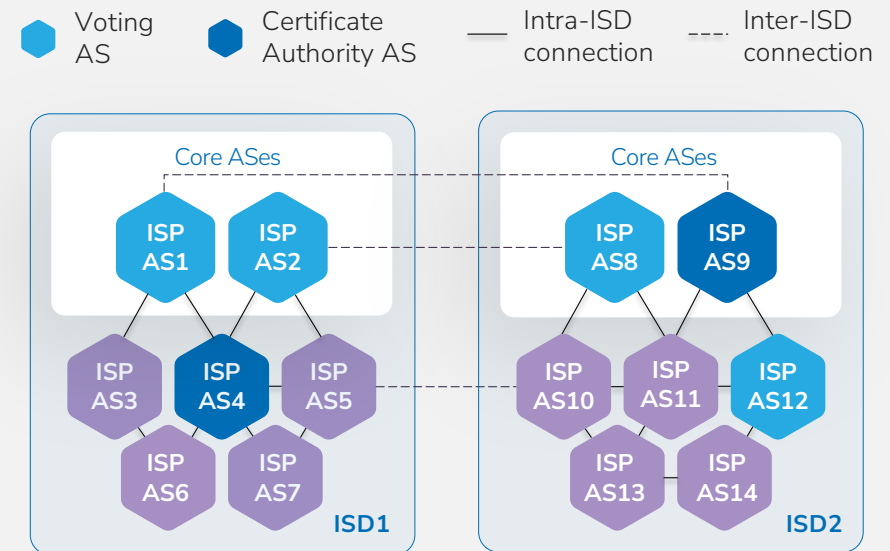 Voting
AS
Certificate
Authority AS
Intra-ISD
connection
Inter-ISD
connection
Core ASes
Core ASes
ISP
AS1
ISP
AS2
ISP
AS8
ISP
AS9
ISP
AS3
ISP
AS4
ISP
AS5
ISP
AS10
ISP
AS11
ISP
AS12
ISP
AS6
ISP
AS7
ISP
AS13
ISP
AS14
ISD1
ISD2